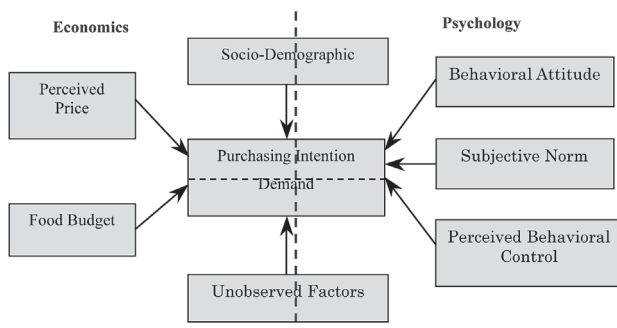 Economics
Psychology
Socio-Demographic
Perceived
Price
Behavioral Attitude
Purchasing Intention
Demand
Subjective Norm
Food Budget
Perceived Behavioral
Control
Unobserved Factors